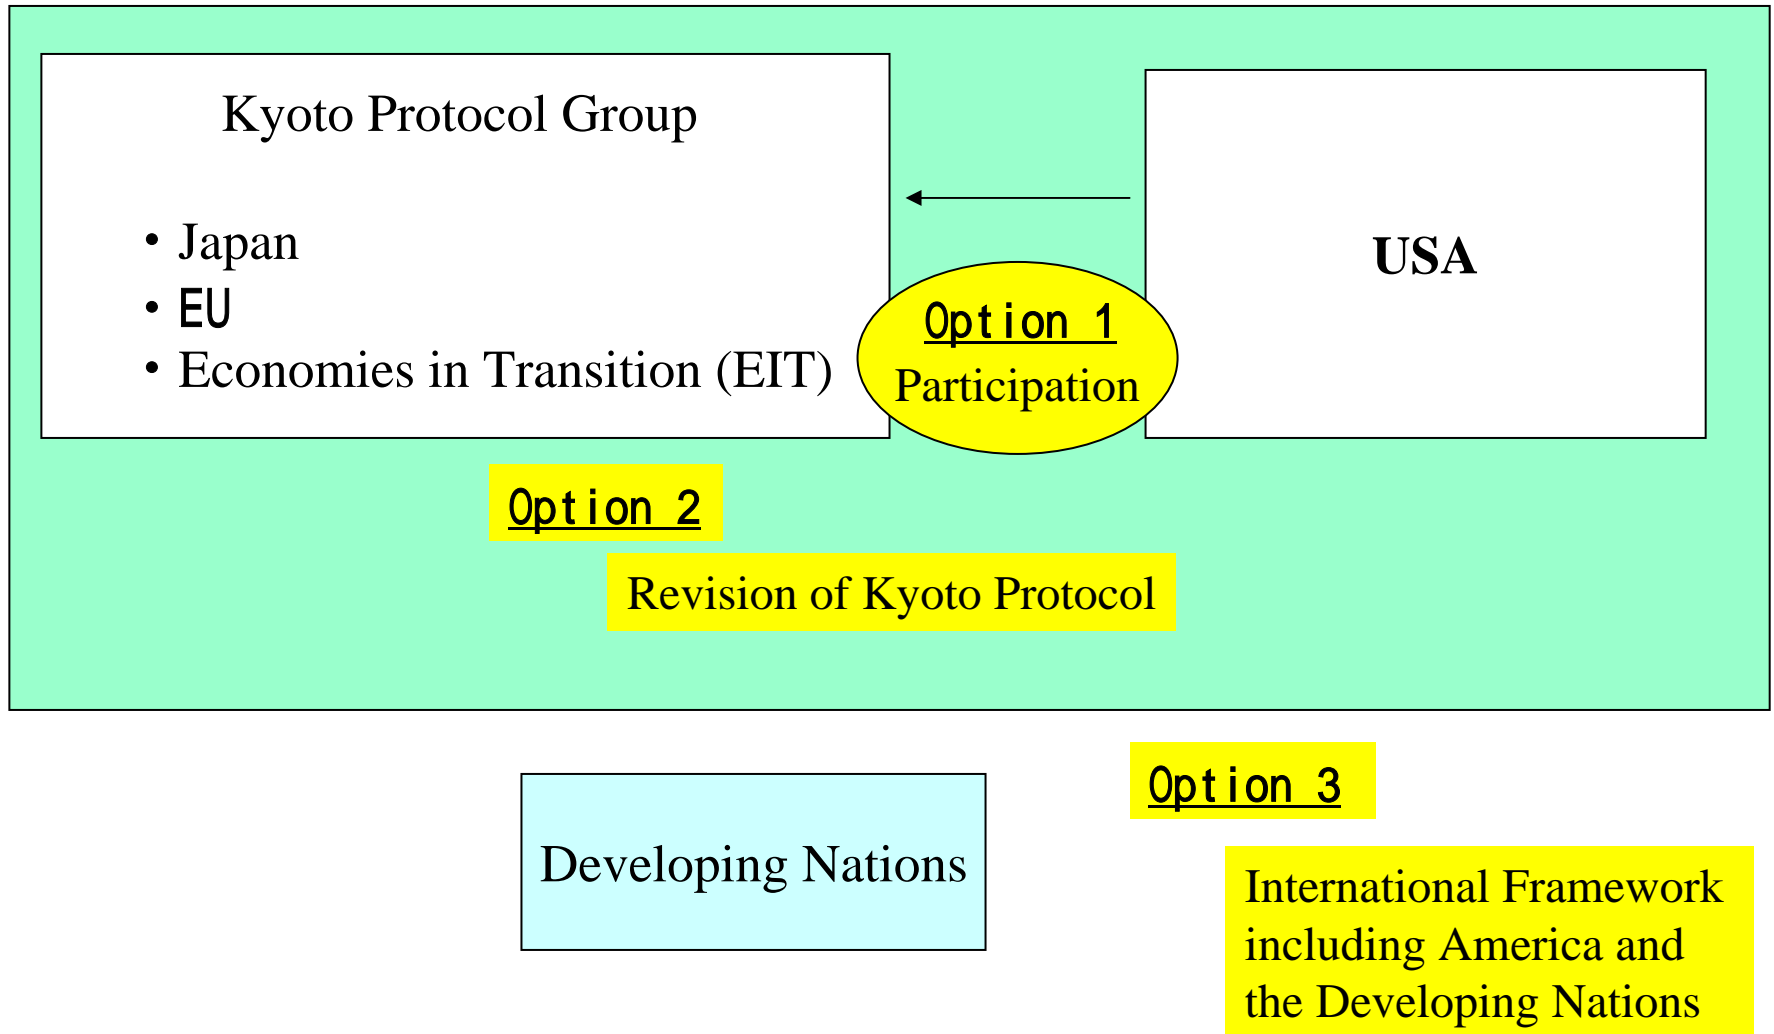 Kyoto Protocol Group
・Japan
・EU
・Economies in Transition (EIT)
USA
Option 1
Participation
Option 2
Revision of Kyoto Protocol
Developing Nations
Option 3
International Framework
including America and
the Developing Nations